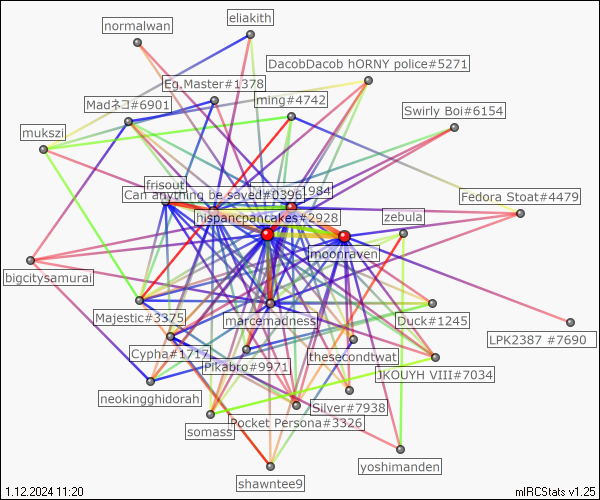 normalwan
eliakith
DacobDacob hORNY police#5271
Eg.Master#1378
Madネコ#6901
ming#4742
Swirly Boi#6154
mukszi
frisout
1984
Can anything be saved#0396
Fedora Stoat#4479
hispancpancakes#2928
zebula
moonraven
bigcitysamurai
Majestic#3375
marcemadness
Duck#1245
LPK2387 #7690
Cypha#1717
thesecondtwat
Pikabro#9971
JKOUYH VIII#7034
neokingghidorah
Silver#7938
Pocket Persona#3326
somass
yoshimanden
shawntee9
1.12.2024 11:20
mIRCStats v1.25